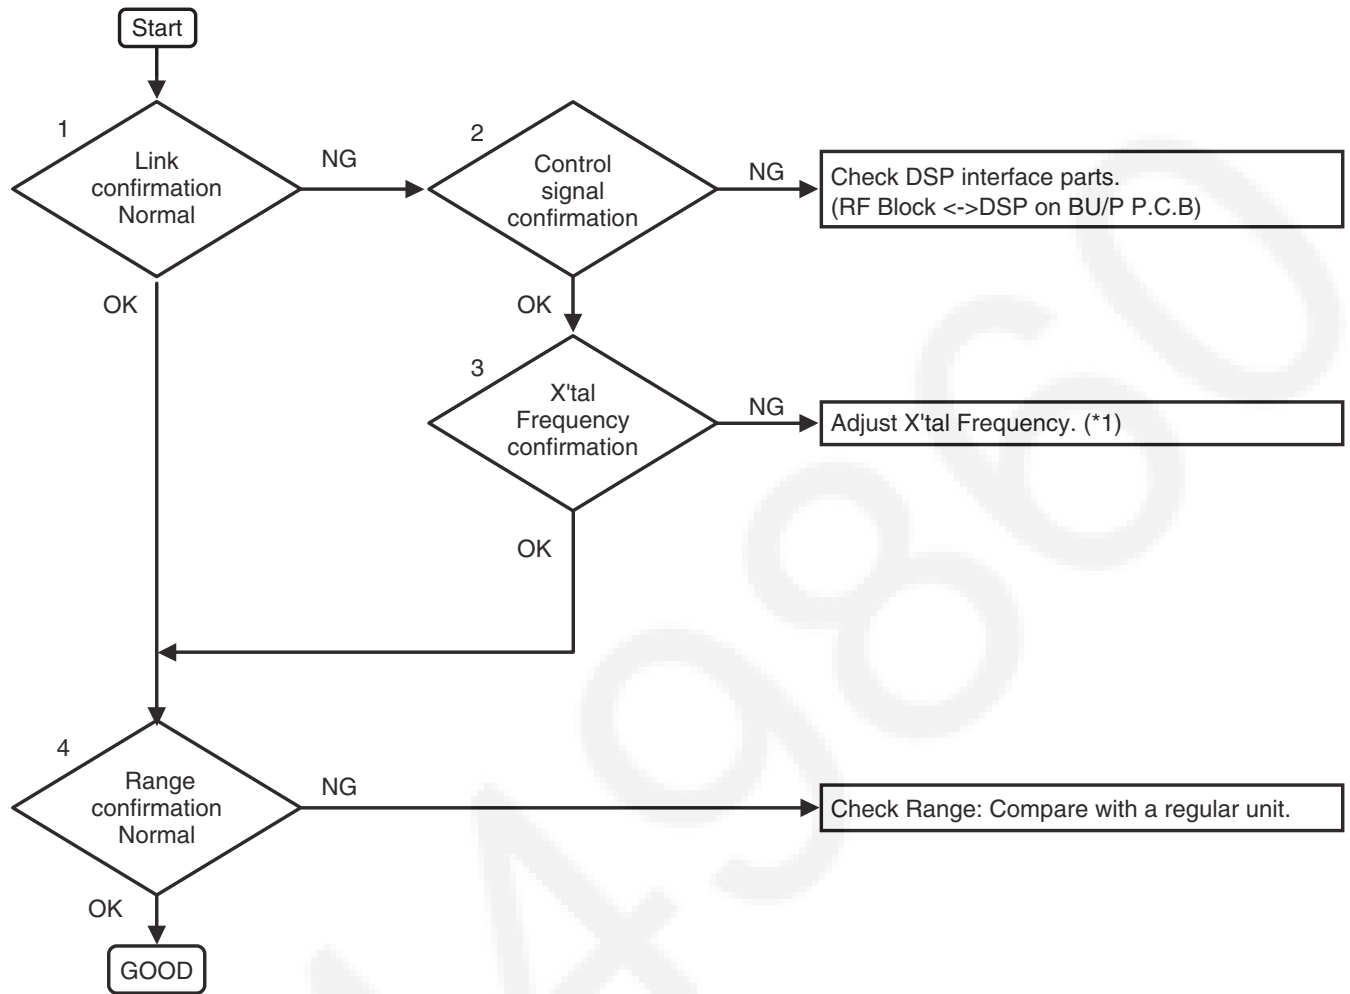 Start
1
Link
confirmation
Normal
NG
2
Control
signal
confirmation
NG
Check DSP interface parts.
(RF Block <->DSP on BU/P P.C.B)
OK
OK
3
X'tal
Frequency
confirmation
NG
Adjust X'tal Frequency. (*1)
OK
4
Range
confirmation
Normal
NG
Check Range: Compare with a regular unit.
OK
GOOD
49860